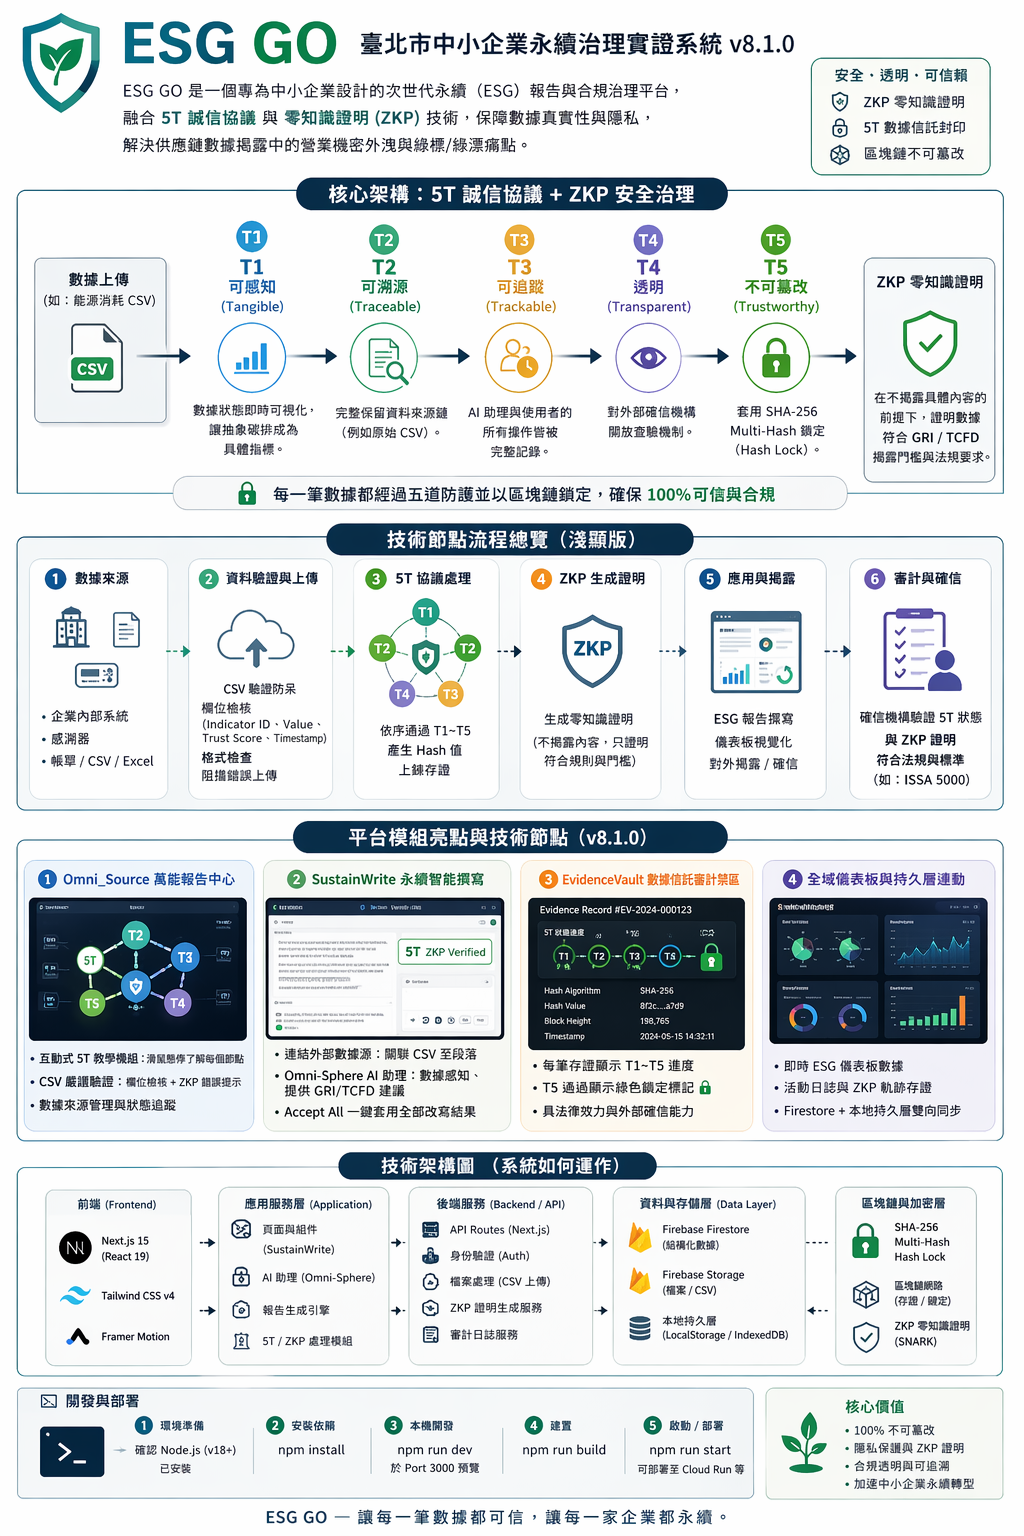 ESG GO
臺北市中小企業永續治理實證系統 v8.1.0
ESG GO 是一個專為中小企業設計的次世代永續（ESG）報告與合規治理平台，
融合 5T 誠信協議 與 零知識證明 (ZKP) 技術，保障數據真實性與隱私，
解決供應鏈數據揭露中的營業機密外洩與綠標/綠漂痛點。
安全・透明・可信賴
ZKP 零知識證明
5T 數據信託封印
區塊鏈不可篡改
核心架構：5T 誠信協議 + ZKP 安全治理
數據上傳
(如：能源消耗 CSV)
CSV
T1
T1
可感知
(Tangible)
數據狀態即時可視化，
讓抽象碳排成為
具體指標。
T2
T2
可溯源
(Traceable)
完整保留資料來源鏈
（例如原始 CSV）。
T3
T3
可追蹤
(Trackable)
AI 助理與使用者的
所有操作皆被
完整記錄。
T4
T4
透明
(Transparent)
對外部確信機構
開放查驗機制。
T5
T5
不可篡改
(Trustworthy)
套用 SHA-256
Multi-Hash 鎖定
（Hash Lock）。
ZKP 零知識證明
在不揭露具體內容的
前提下，證明數據
符合 GRI / TCFD
揭露門檻與法規要求。
每一筆數據都經過五道防護並以區塊鏈鎖定，確保 100%可信與合規
技術節點流程總覽（淺顯版）
1 數據來源
• 企業內部系統
• 感測器
• 帳單 / CSV / Excel
2 資料驗證與上傳
CSV 驗證防呆
欄位檢核
（Indicator ID、Value、
Trust Score、Timestamp)
格式檢查
阻擋錯誤上傳
3 5T 協議處理
T1
T2
T2
T4
T3
依序通過 T1~T5
產生 Hash 值
上鏈存證
4 ZKP 生成證明
ZKP
生成零知識證明
(不揭露內容，只證明
符合規則與門檻)
5 應用與揭露
ESG 報告撰寫
儀表板視覺化
對外揭露 / 確信
6 審計與確信
確信機構驗證 5T 狀態
與 ZKP 證明
符合法規與標準
（如：ISSA 5000）
平台模組亮點與技術節點（v8.1.0）
1 Omni_Source 萬能報告中心
T2
5T
T3
TS
T4
• 互動式 5T 教學機組：滑鼠懸停了解每個節點
• CSV 嚴謹驗證：欄位檢核 + ZKP 錯誤提示
• 數據來源管理與狀態追蹤
2 SustainWrite 永續智能撰寫
5T ZKP Verified
• 連結外部數據源：關聯 CSV 至段落
• Omni-Sphere AI 助理：數據感知、
提供 GRI/TCFD 建議
• Accept All 一鍵套用全部改寫結果
3 EvidenceVault 數據信託審計禁區
Evidence Record #EV-2024-000123
5T 狀態進度
T1
T2
T3
TS
Hash Algorithm SHA-256
Hash Value 8f2c....a7d9
Block Height 198,765
Timestamp 2024-05-15 14:32:11
• 每筆存證顯示 T1~T5 進度
• T5 通過顯示綠色鎖定標記
• 具法律效力與外部確信能力
4 全域儀表板與持久層連動
• 即時 ESG 儀表板數據
• 活動日誌與 ZKP 軌跡存證
• Firestore + 本地持久層雙向同步
技術架構圖 （系統如何運作）
前端 (Frontend)
Next.js 15
(React 19)
Tailwind CSS v4
Framer Motion
應用服務層 (Application)
頁面與組件
(SustainWrite)
AI 助理 (Omni-Sphere)
報告生成引擎
5T / ZKP 處理模組
後端服務 (Backend / API)
API Routes (Next.js)
身份驗證 (Auth)
檔案處理 (CSV 上傳)
ZKP 證明生成服務
審計日誌服務
資料與存儲層 (Data Layer)
Firebase Firestore
(結構化數據)
Firebase Storage
(檔案 / CSV)
本地持久層
(LocalStorage / IndexedDB)
區塊鏈與加密層
SHA-256
Multi-Hash
Hash Lock
區塊鏈網路
(存證 / 鎖定)
ZKP 零知識證明
(SNARK)
開發與部署
1 環境準備
確認 Node.js (v18+)
已安裝
2 安裝依賴
npm install
3 本機開發
npm run dev
於 Port 3000 預覽
4 建置
npm run build
5 啟動 / 部署
npm run start
可部署至 Cloud Run 等
核心價值
• 100% 不可篡改
• 隱私保護與 ZKP 證明
• 合規透明與可追溯
• 加速中小企業永續轉型
ESG GO — 讓每一筆數據都可信，讓每一家企業都永續。